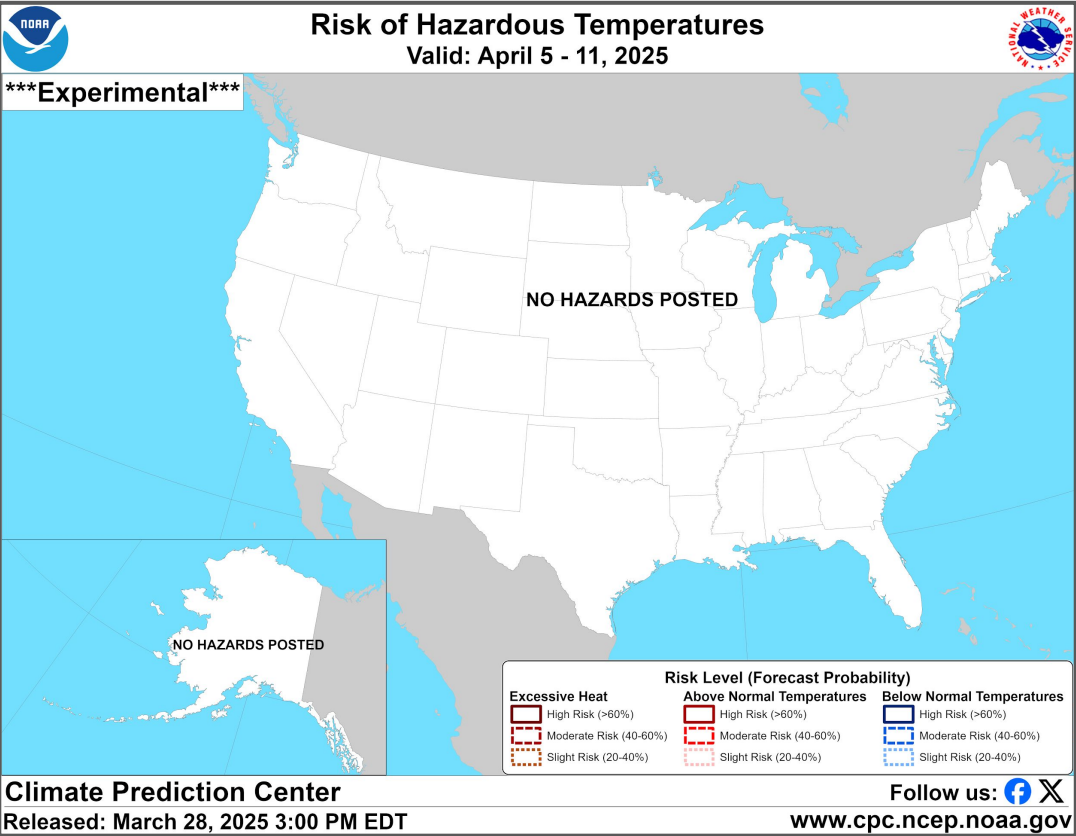 NOAA
Risk of Hazardous Temperatures
Valid: April 5 - 11, 2025
NATIONAL WEATHER SERVICE
***Experimental***
NO HAZARDS POSTED
NO HAZARDS POSTED
Risk Level (Forecast Probability)
Excessive Heat
High Risk (>60%)
Moderate Risk (40-60%)
Slight Risk (20-40%)
Above Normal Temperatures
High Risk (>60%)
Moderate Risk (40-60%)
Slight Risk (20-40%)
Below Normal Temperatures
High Risk (>60%)
Moderate Risk (40-60%)
Slight Risk (20-40%)
Climate Prediction Center
Follow us:
Released: March 28, 2025 3:00 PM EDT
www.cpc.ncep.noaa.gov